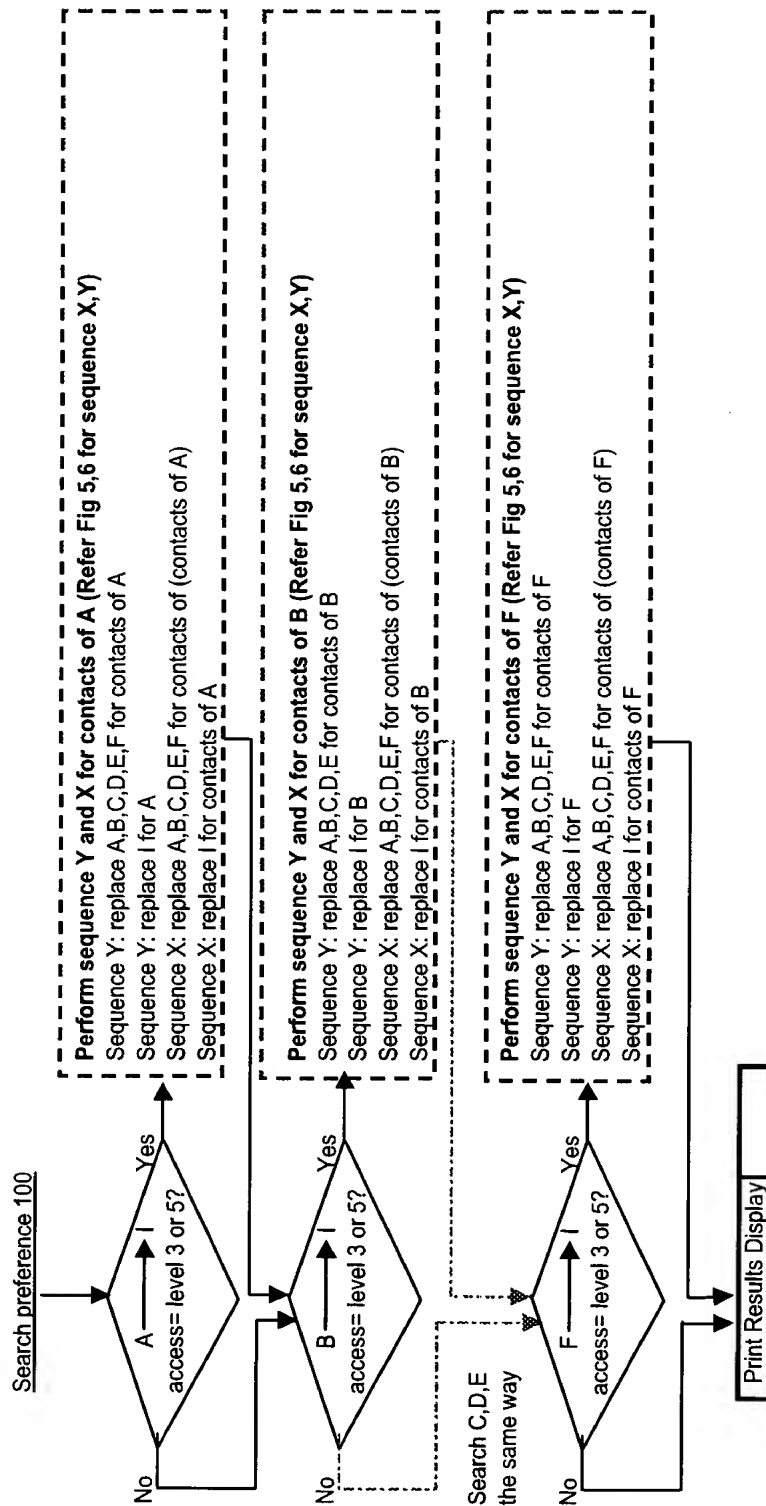 Search preference 100
A I
access= level 3 or 5?
Yes
No
Perform sequence Y and X for contacts of A (Refer Fig 5,6 for sequence X,Y)
Sequence Y: replace A,B,C,D,E,F for contacts of A
Sequence Y: replace I for A
Sequence X: replace A,B,C,D,E,F for contacts of (contacts of A)
Sequence X: replace I for contacts of A
B I
access= level 3 or 5?
Yes
No
Perform sequence Y and X for contacts of B (Refer Fig 5,6 for sequence X,Y)
Sequence Y: replace A,B,C,D,E for contacts of B
Sequence Y: replace I for B
Sequence X: replace A,B,C,D,E,F for contacts of (contacts of B)
Sequence X: replace I for contacts of B
Search C,D,E
the same way
F I
access= level 3 or 5?
Yes
No
Perform sequence Y and X for contacts of F (Refer Fig 5,6 for sequence X,Y)
Sequence Y: replace A,B,C,D,E,F for contacts of F
Sequence Y: replace I for F
Sequence X: replace A,B,C,D,E,F for contacts of (contacts of F)
Sequence X: replace I for contacts of F
Print Results Display